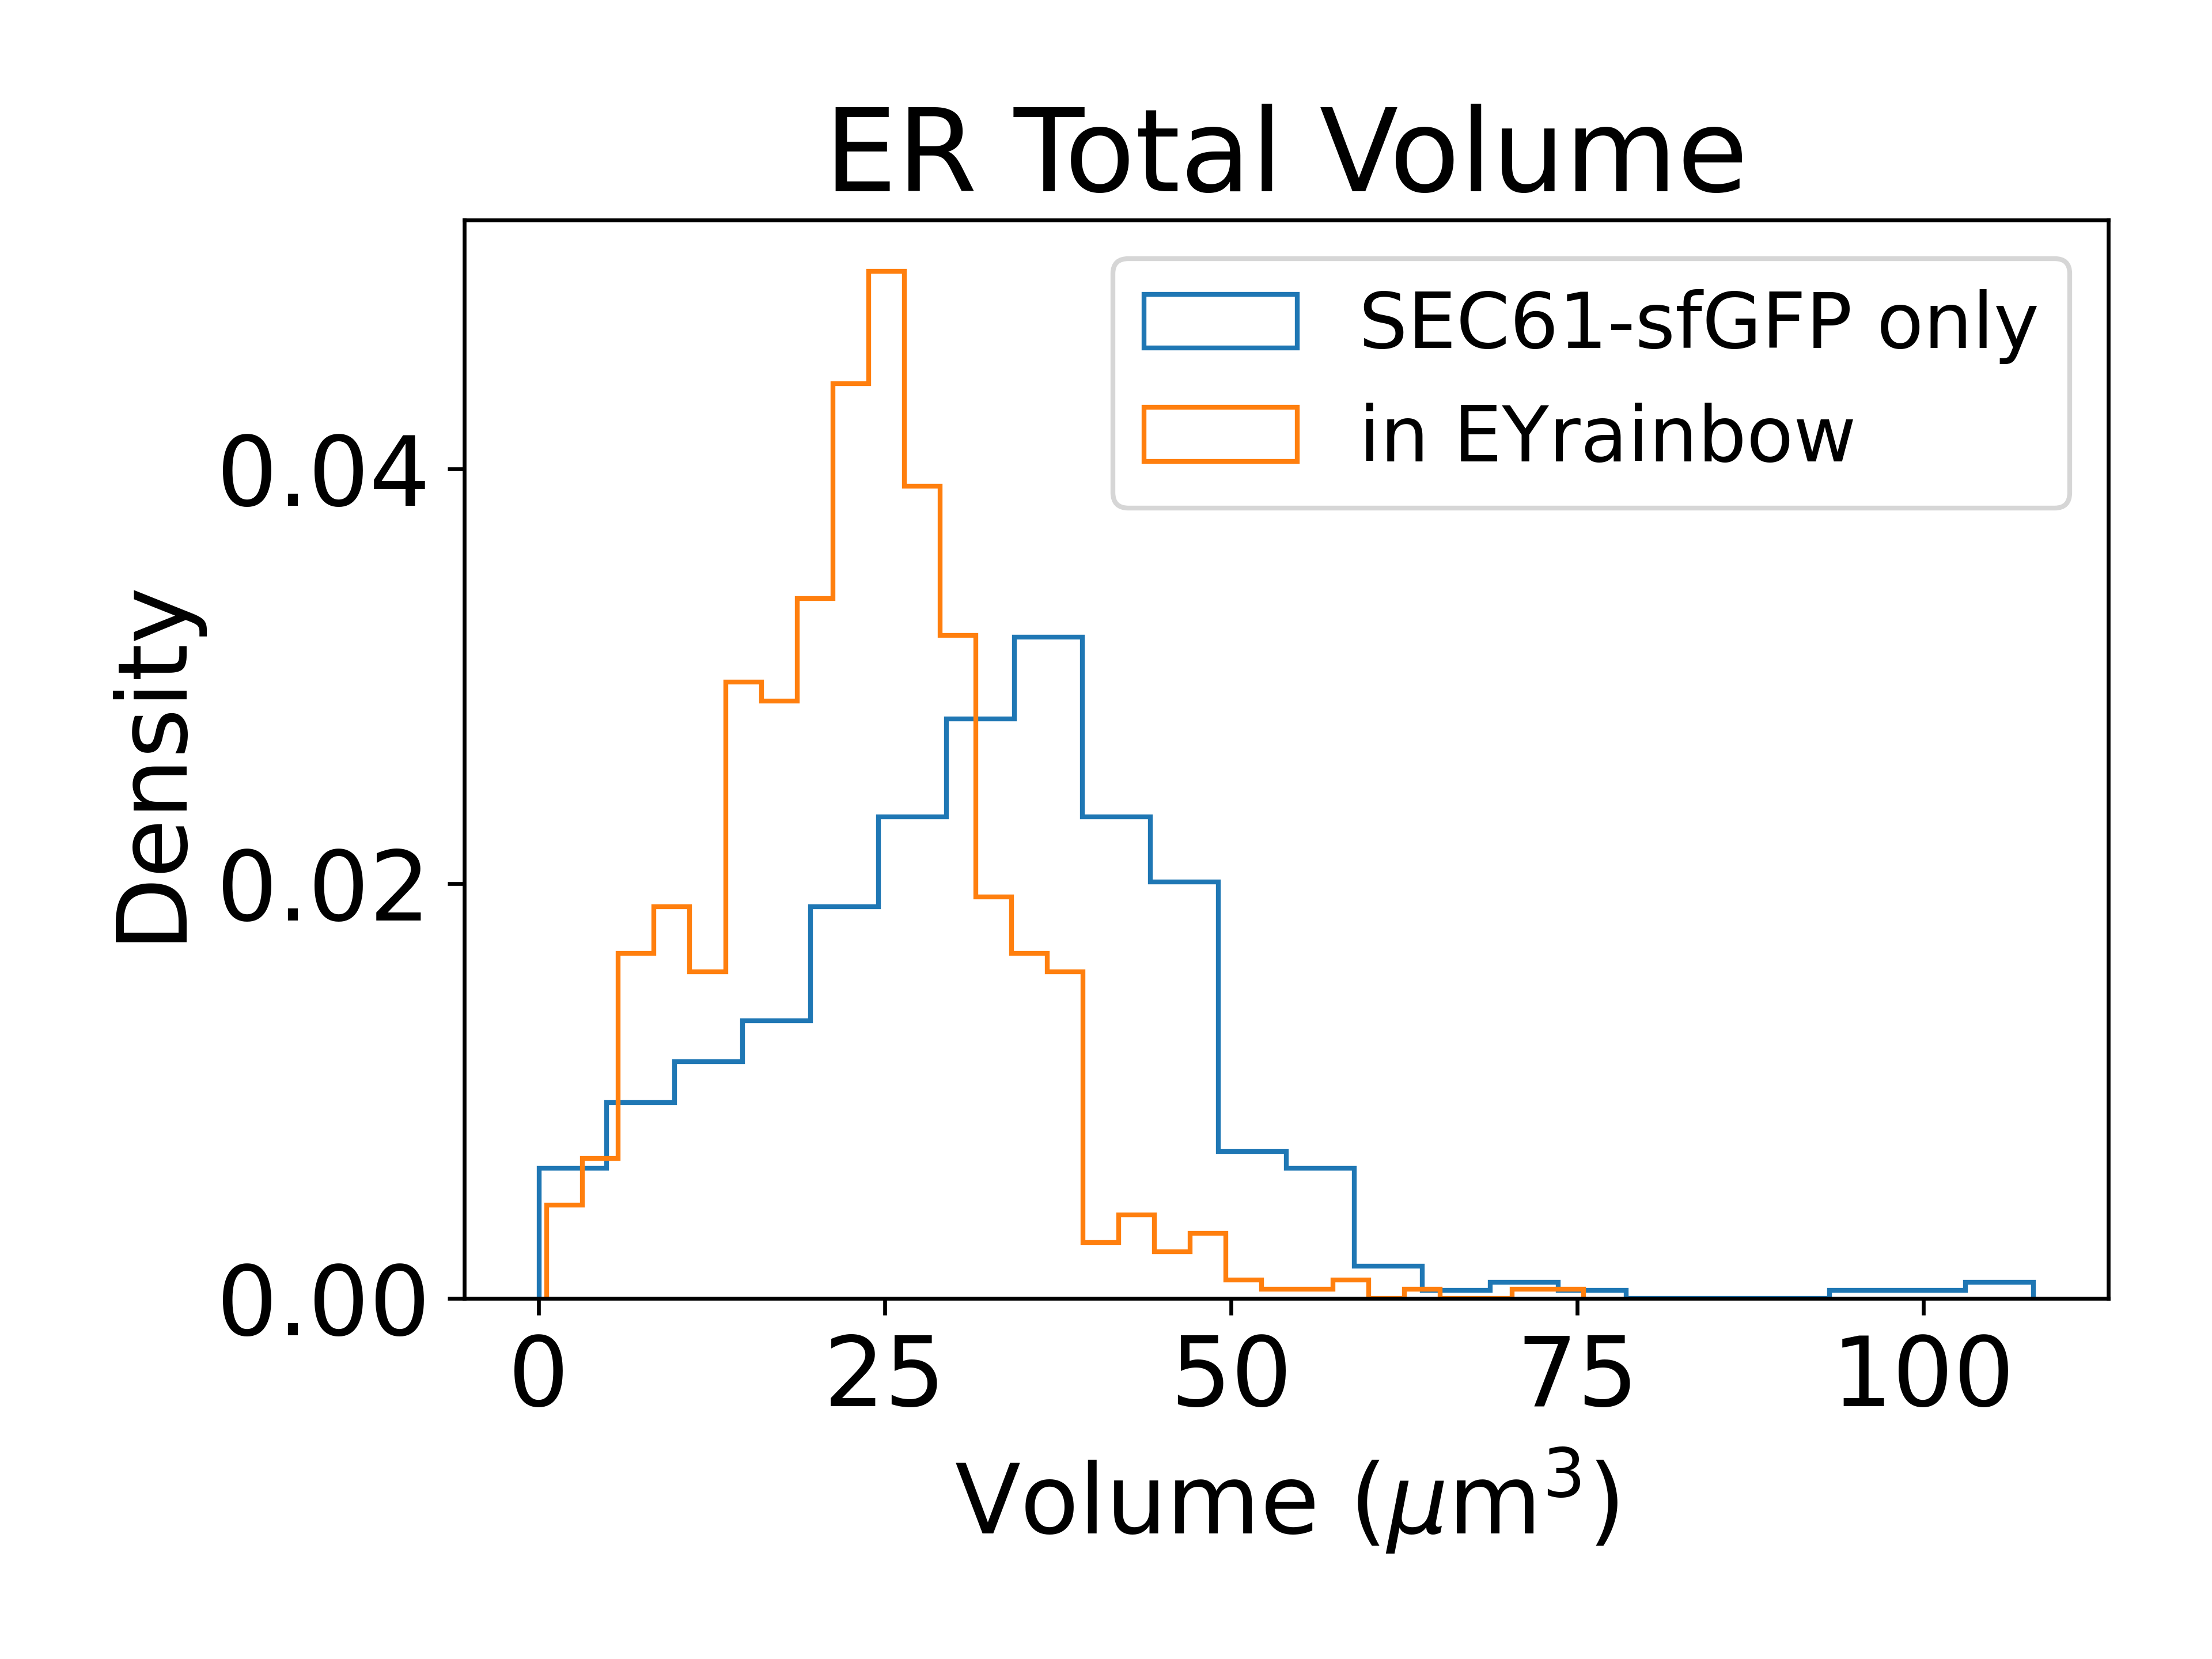 ER Total Volume
SEC61-sfGFP only
in EYrainbow
Density
0.04
0.02
0.00
0 25 50 75 100
Volume (μm³)